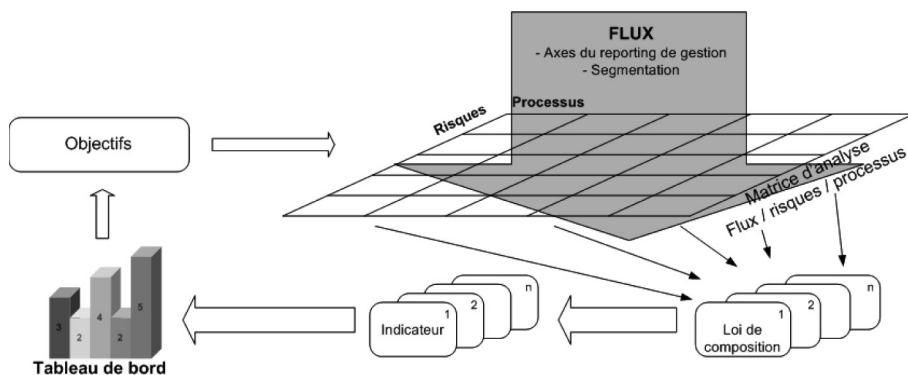 FLUX
- Axes du reporting de gestion
- Segmentation
Risques
Processus
Objectifs
Matrice d'analyse
Flux / risques / processus
3
2
4
2
5
Tableau de bord
Indicateur
1
2
n
Loi de
composition
1
2
n